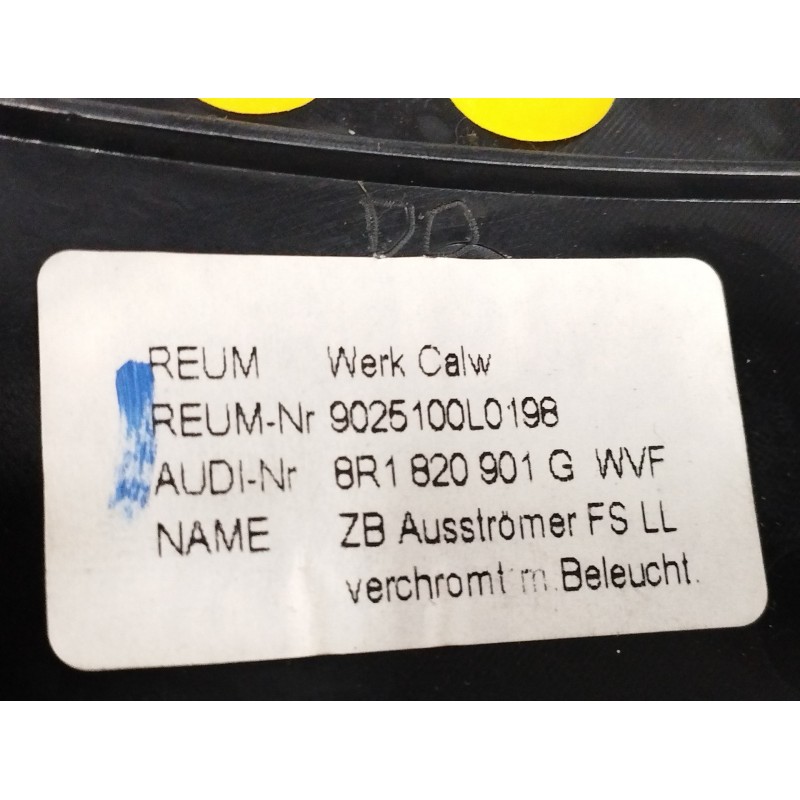 REUM Werk Calw
REUM-Nr 9025100L0198
AUDI-Nr 8R1 820 901 G WVF
NAME ZB Ausströmer FS LL
verchromt m. Beleucht.